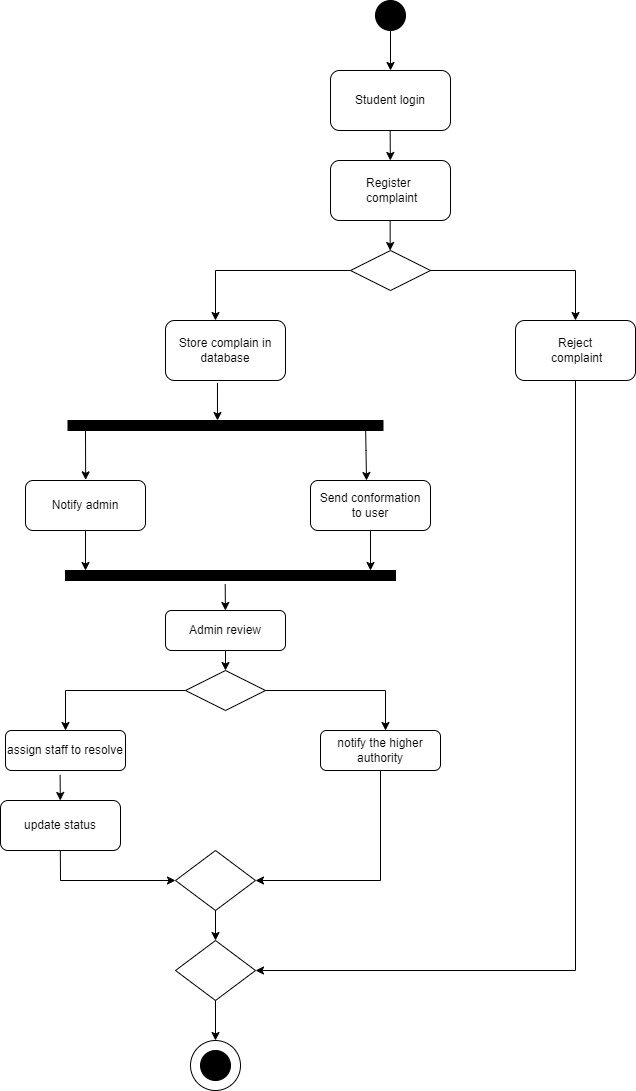 Student login
Register
complaint
Store complain in
database
Reject
complaint
Notify admin
Send conformation
to user
Admin review
assign staff to resolve
notify the higher
authority
update status